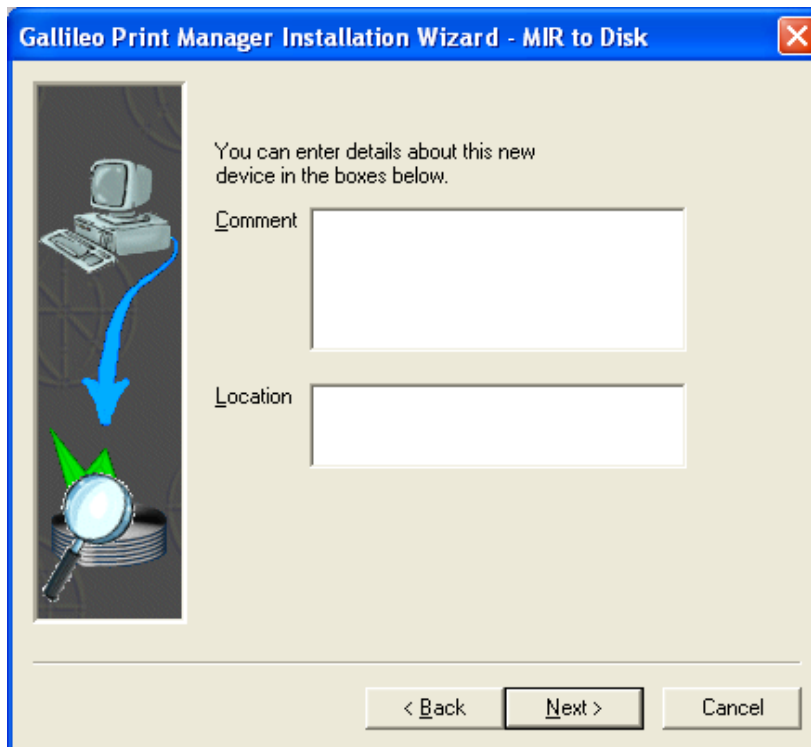 Gallileo Print Manager Installation Wizard - MIR to Disk
You can enter details about this new
device in the boxes below.
Comment
Location
< Back Next > Cancel